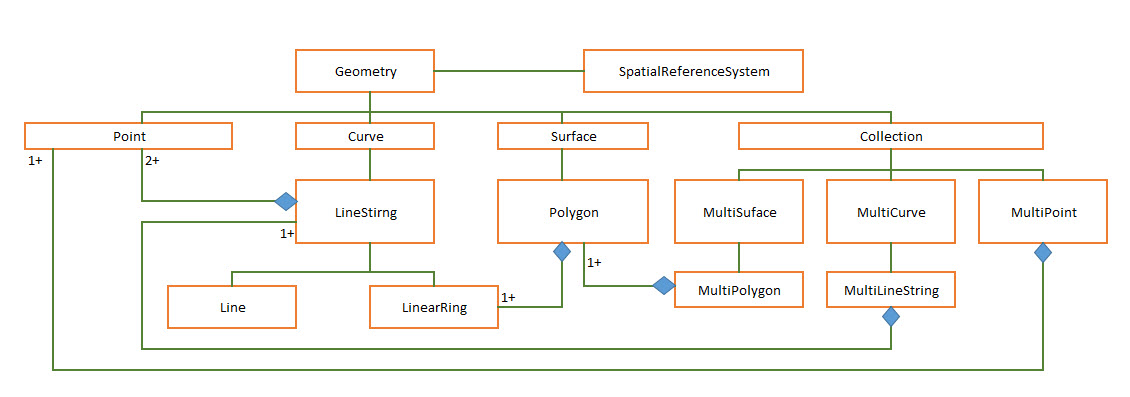 Geometry
SpatialReferenceSystem
Point
Curve
Surface
Collection
1+
2+
LineStirng
Polygon
MultiSuface
MultiCurve
MultiPoint
1+
1+
Line
LinearRing
1+
MultiPolygon
MultiLineString